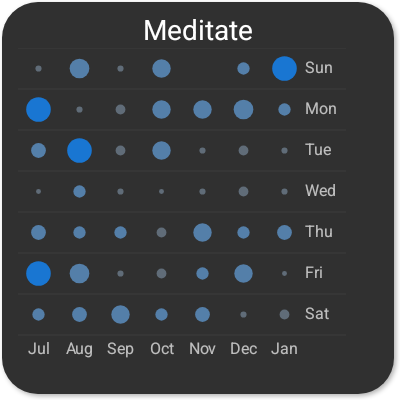 Meditate
Sun
Mon
Tue
Wed
Thu
Fri
Sat
Jul Aug Sep Oct Nov Dec Jan